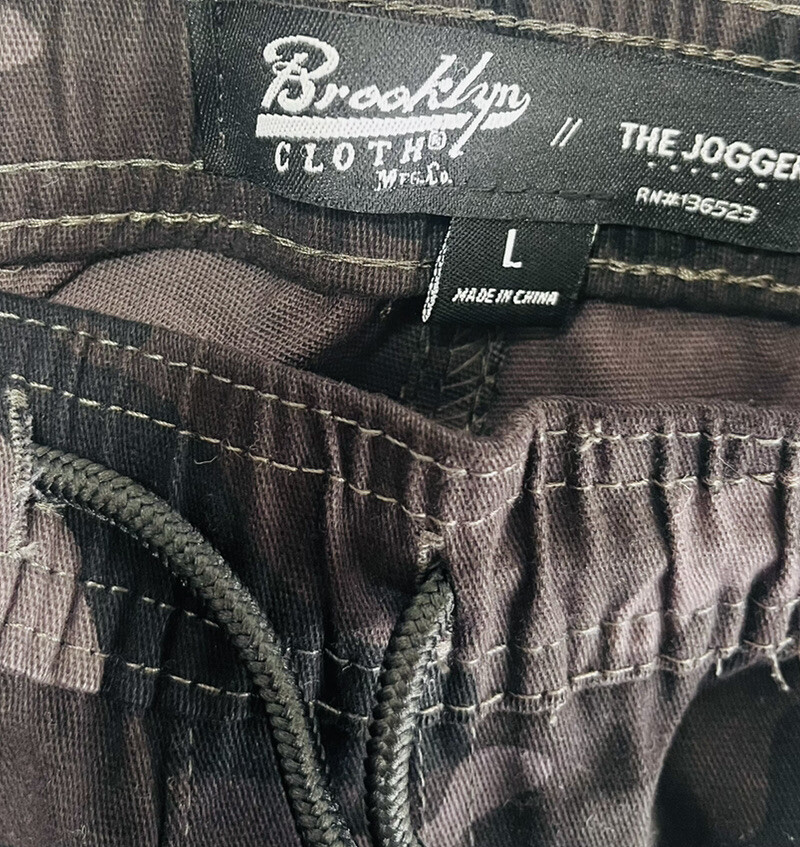 Brooklyn
CLOTH®
MFG.Co.
//
THE JOGGER
RN#136523
L
MADE IN CHINA